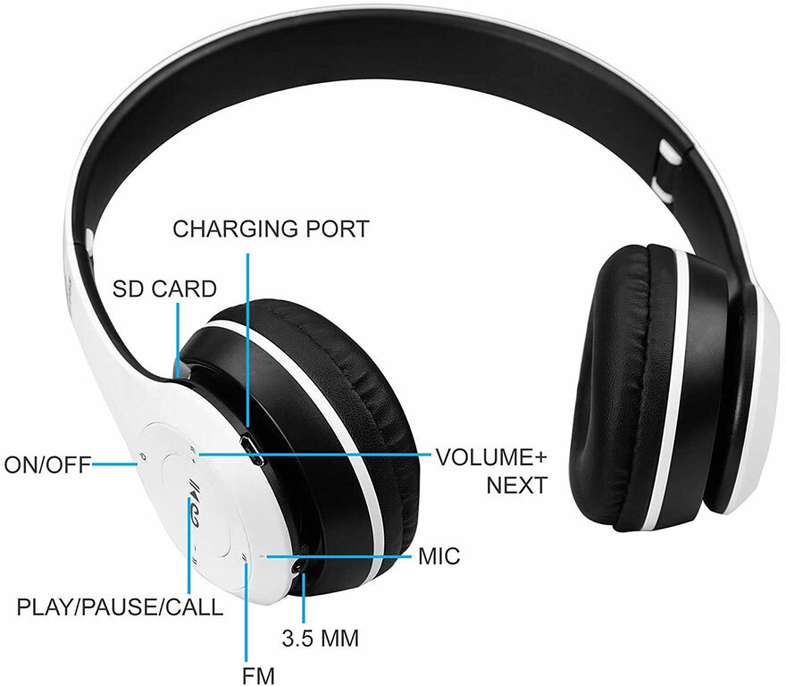 CHARGING PORT
SD CARD
ON/OFF
VOLUME+
NEXT
MIC
PLAY/PAUSE/CALL
3.5 MM
FM